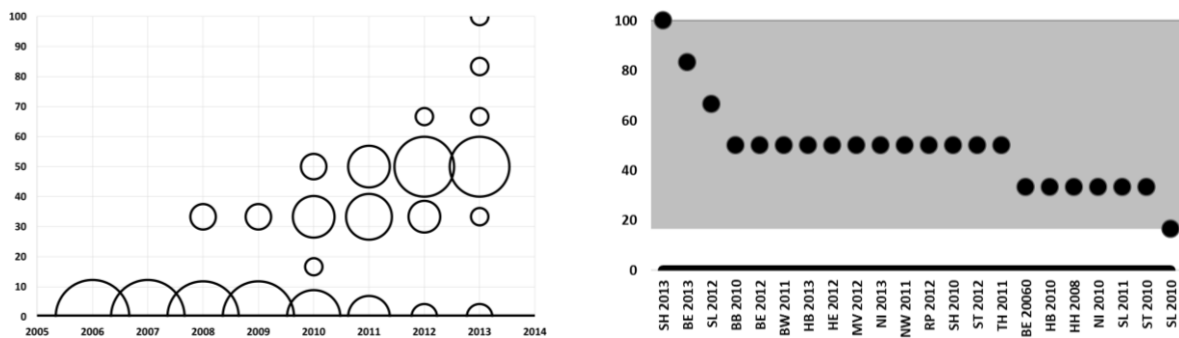 100
90
80
70
60
50
40
30
20
10
0
2005 2006 2007 2008 2009 2010 2011 2012 2013 2014
100
80
60
40
20
0
SH 2013
BE 2013
SL 2012
BB 2010
BE 2012
BW 2011
HB 2013
HE 2012
MV 2012
NI 2013
NW 2011
RP 2012
SH 2010
ST 2012
TH 2011
BE 20060
HB 2010
HH 2008
NI 2010
SL 2011
ST 2010
SL 2010